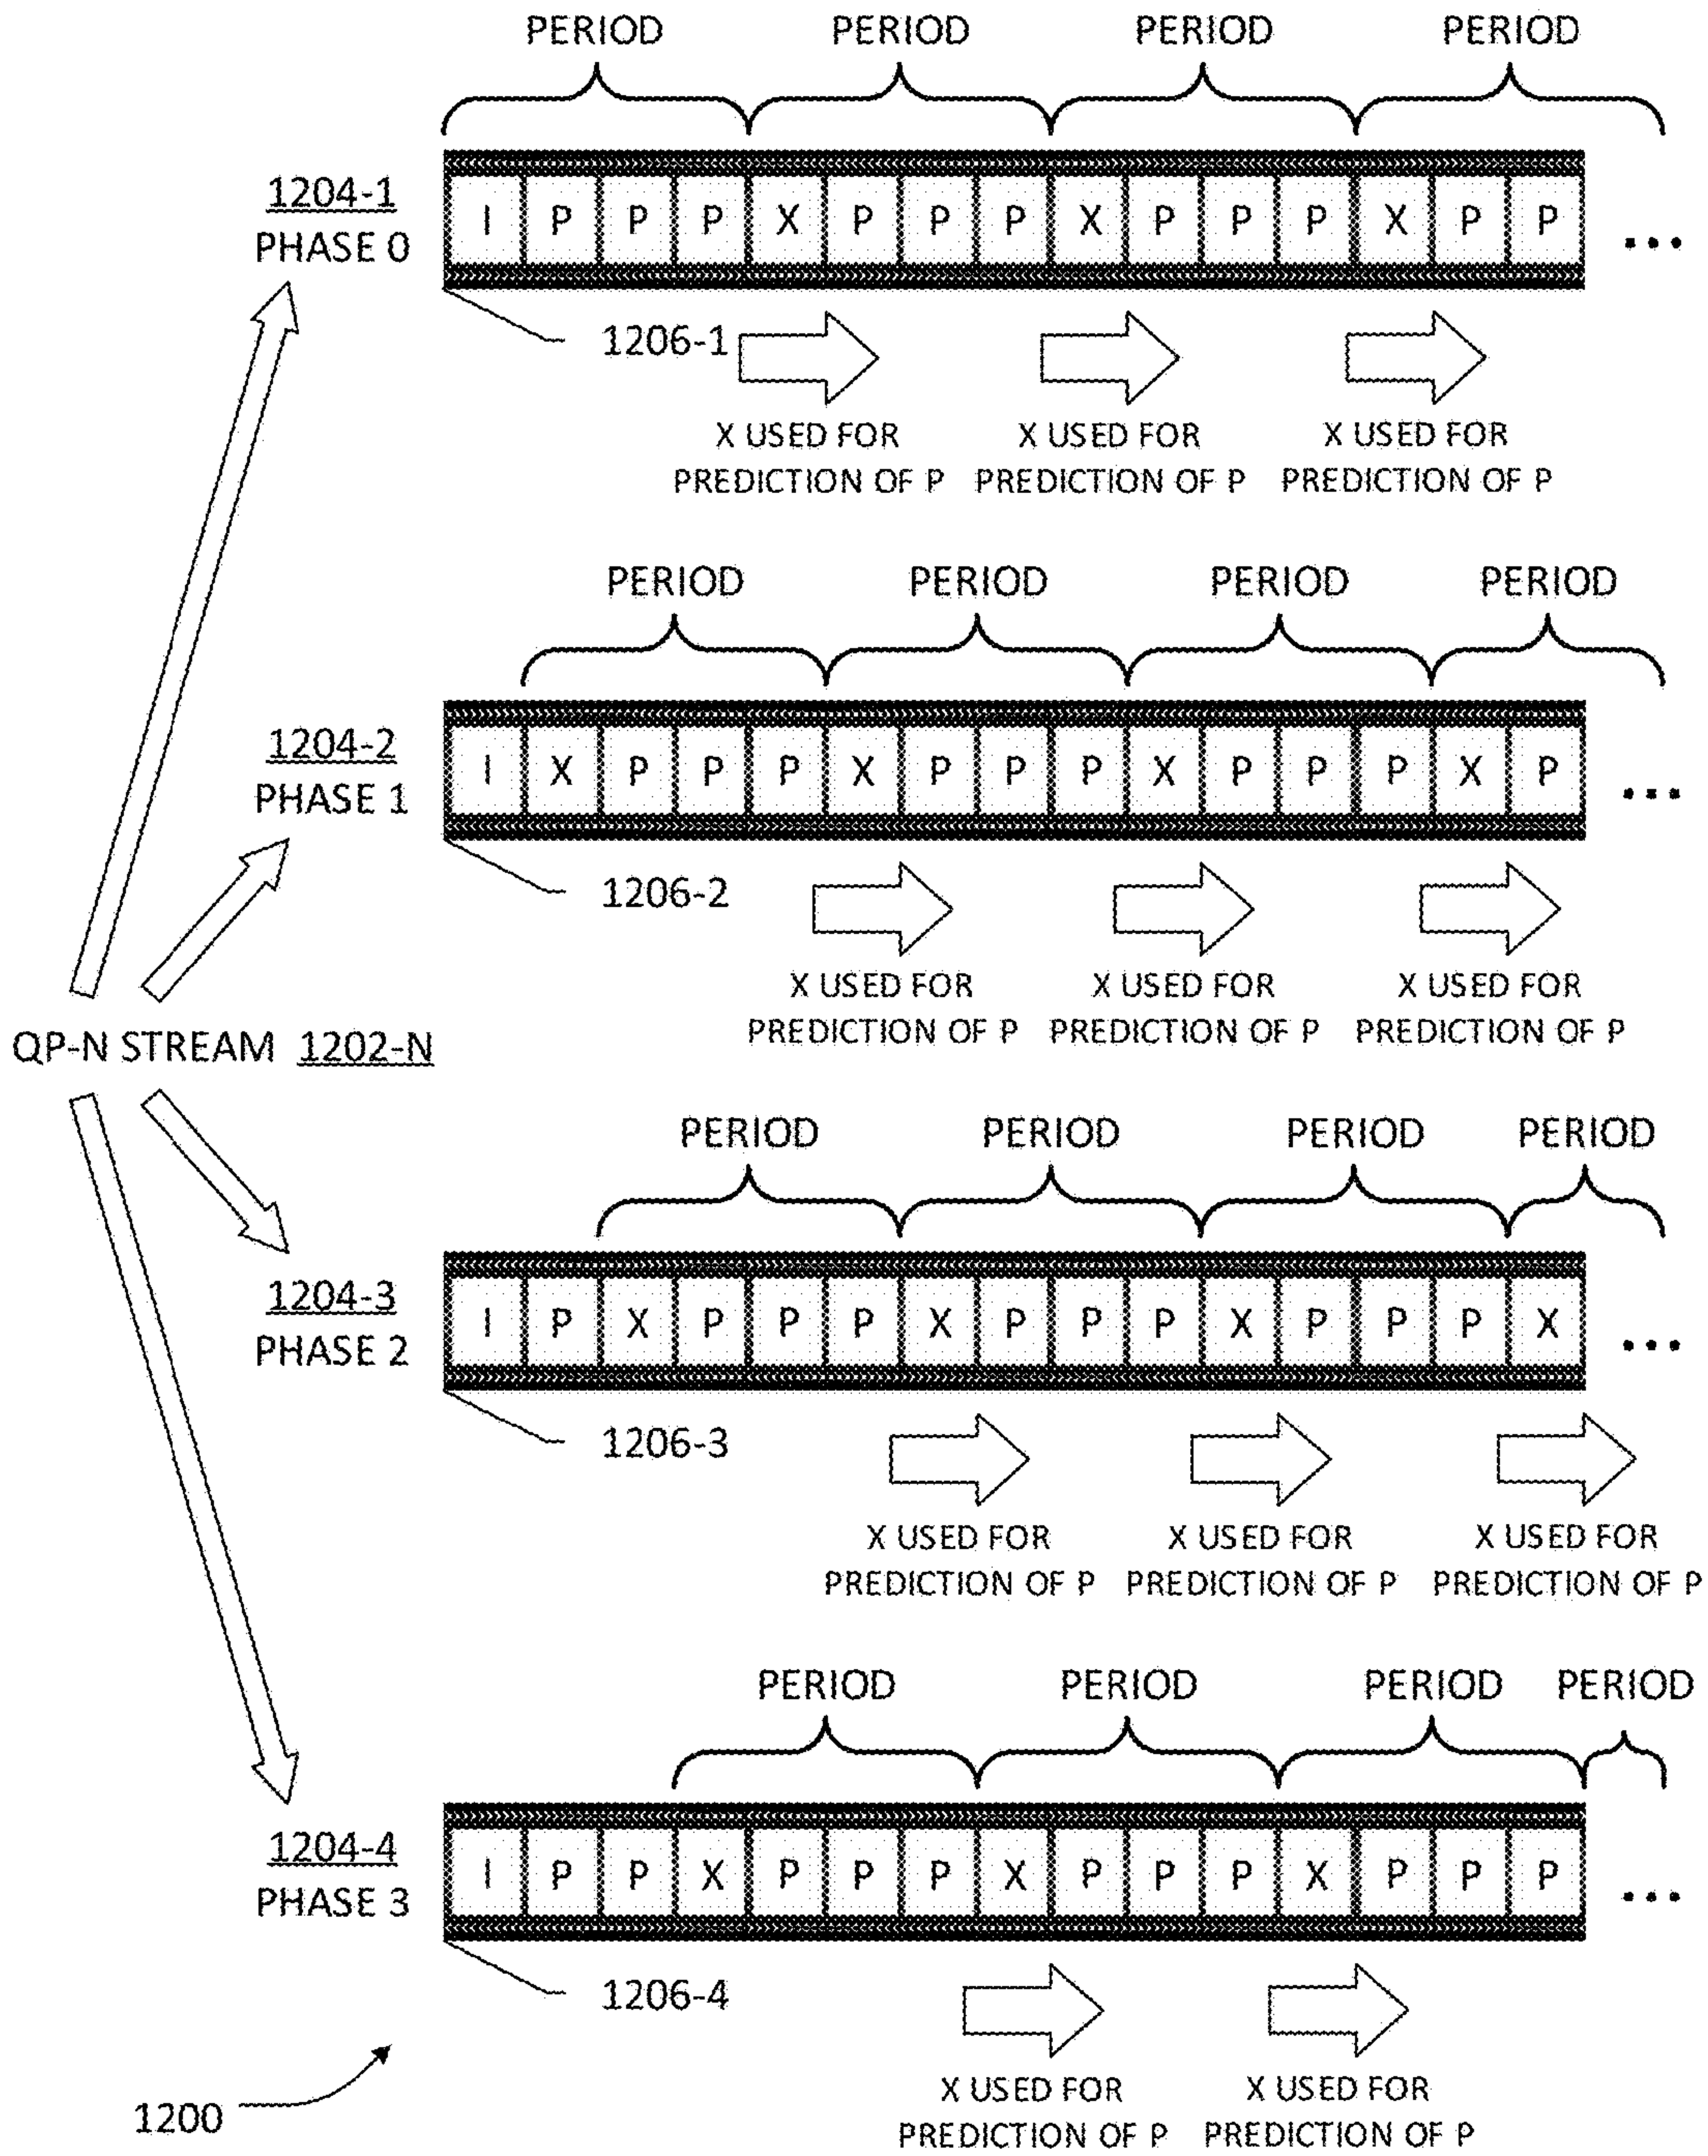 PERIOD PERIOD PERIOD PERIOD
1204-1
PHASE 0
I P P P X P P P X P P P X P P ...
1206-1
X USED FOR PREDICTION OF P
X USED FOR PREDICTION OF P
X USED FOR PREDICTION OF P
PERIOD PERIOD PERIOD PERIOD
1204-2
PHASE 1
I X P P P X P P P X P P P X P ...
1206-2
X USED FOR PREDICTION OF P
X USED FOR PREDICTION OF P
X USED FOR PREDICTION OF P
QP-N STREAM 1202-N
PERIOD PERIOD PERIOD PERIOD
1204-3
PHASE 2
I P X P P P X P P P X P P P X ...
1206-3
X USED FOR PREDICTION OF P
X USED FOR PREDICTION OF P
X USED FOR PREDICTION OF P
PERIOD PERIOD PERIOD PERIOD
1204-4
PHASE 3
I P P X P P P X P P P X P P P ...
1206-4
X USED FOR PREDICTION OF P
X USED FOR PREDICTION OF P
1200